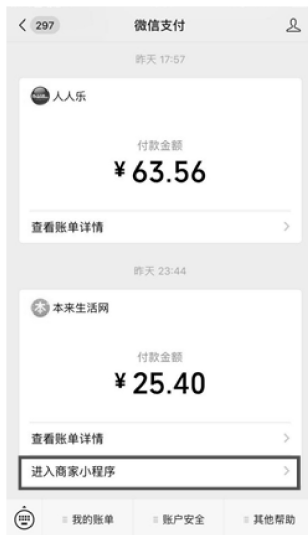 297
微信支付
昨天 17:57
人人乐
付款金额
¥63.56
查看账单详情
昨天 23:44
本
本来生活网
付款金额
¥25.40
查看账单详情
进入商家小程序
我的账单
账户安全
其他帮助